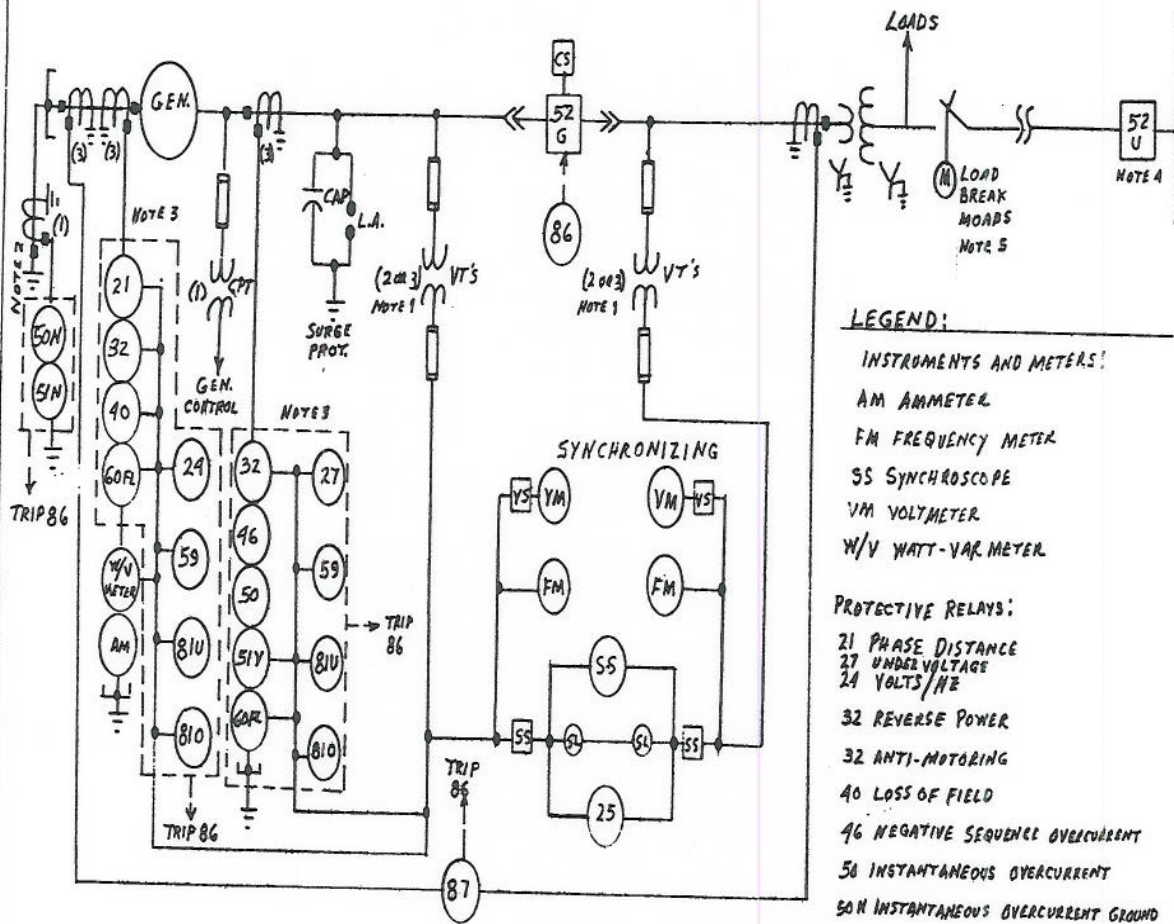 LOADS
CS
GEN.
52
G
52
U
NOTE 4
(3) (3)
(3)
CAP
L.A.
86
M LOAD
BREAK
MOADS
NOTE 5
(1)
NOTE 2
NOTE 3
21
(1) CPT
(2 OR 3) VT'S
NOTE 1
(2 OR 3) VT'S
NOTE 1
50N
51N
32
SURGE
PROT.
GEN.
CONTROL
40
NOTE 3
60FL
24
32
27
TRIP 86
46
59
W/V
METER
59
50
AM
81U
51V
81U
TRIP
86
60FL
81O
81O
TRIP 86
SYNCHRONIZING
VS
VM
VM
VS
FM
FM
SS
SS
SL
SL
SS
25
TRIP
86
87
LEGEND:
INSTRUMENTS AND METERS:
AM AMMETER
FM FREQUENCY METER
SS SYNCHROSCOPE
VM VOLTMETER
W/V WATT-VAR METER
PROTECTIVE RELAYS:
21 PHASE DISTANCE
27 UNDERVOLTAGE
24 VOLTS/HZ
32 REVERSE POWER
32 ANTI-MOTORING
40 LOSS OF FIELD
46 NEGATIVE SEQUENCE OVERCURRENT
50 INSTANTANEOUS OVERCURRENT
50N INSTANTANEOUS OVERCURRENT GROUND